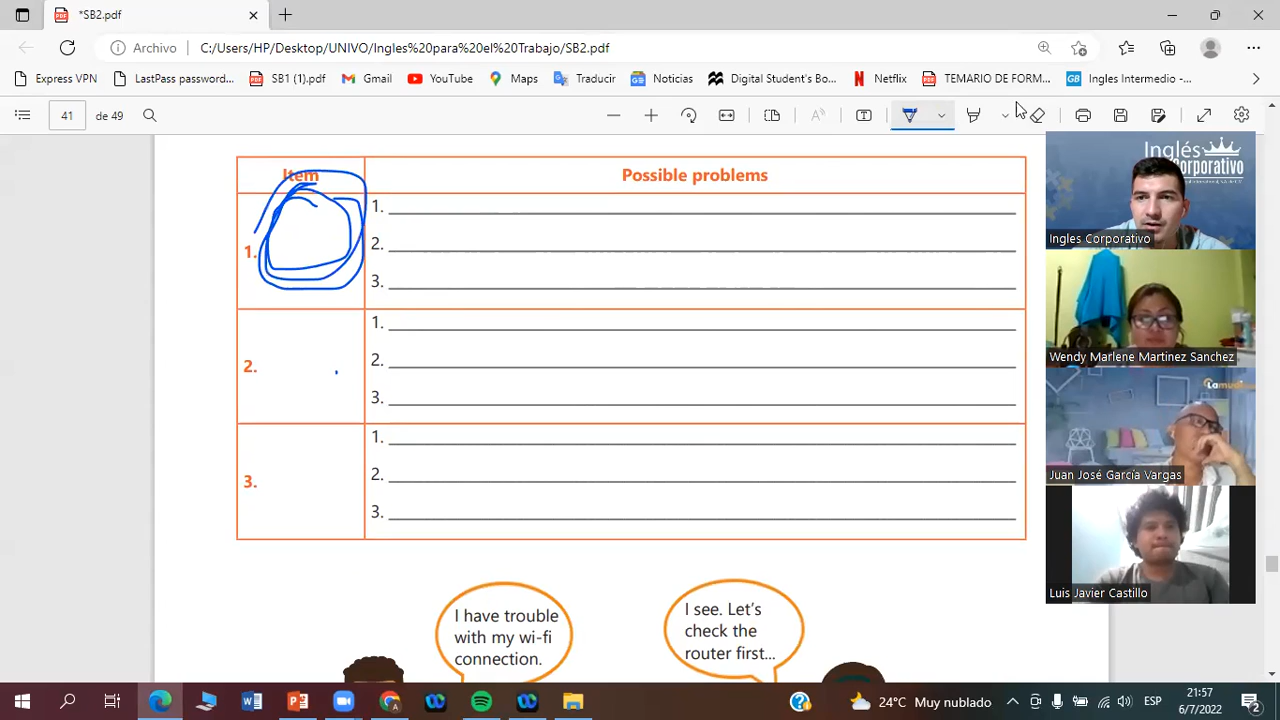 *SB2.pdf
Archivo
C:/Users/HP/Desktop/UNIVO/Ingles%20para%20el%20Trabajo/SB2.pdf
Express VPN
LastPass password...
SB1 (1).pdf
Gmail
YouTube
Maps
Traducir
Noticias
Digital Student's Bo...
Netflix
TEMARIO DE FORM...
Ingles Intermedio -...
41
de 49
Item
Possible problems
1.
1.
2.
3.
2.
1.
2.
3.
3.
1.
2.
3.
I have trouble
with my wi-fi
connection.
I see. Let's
check the
router first...
Inglés
Corporativo
Ingles Corporativo
Wendy Marlene Martinez Sanchez
Juan José García Vargas
Luis Javier Castillo
24°C Muy nublado
ESP
21:57
6/7/2022
2